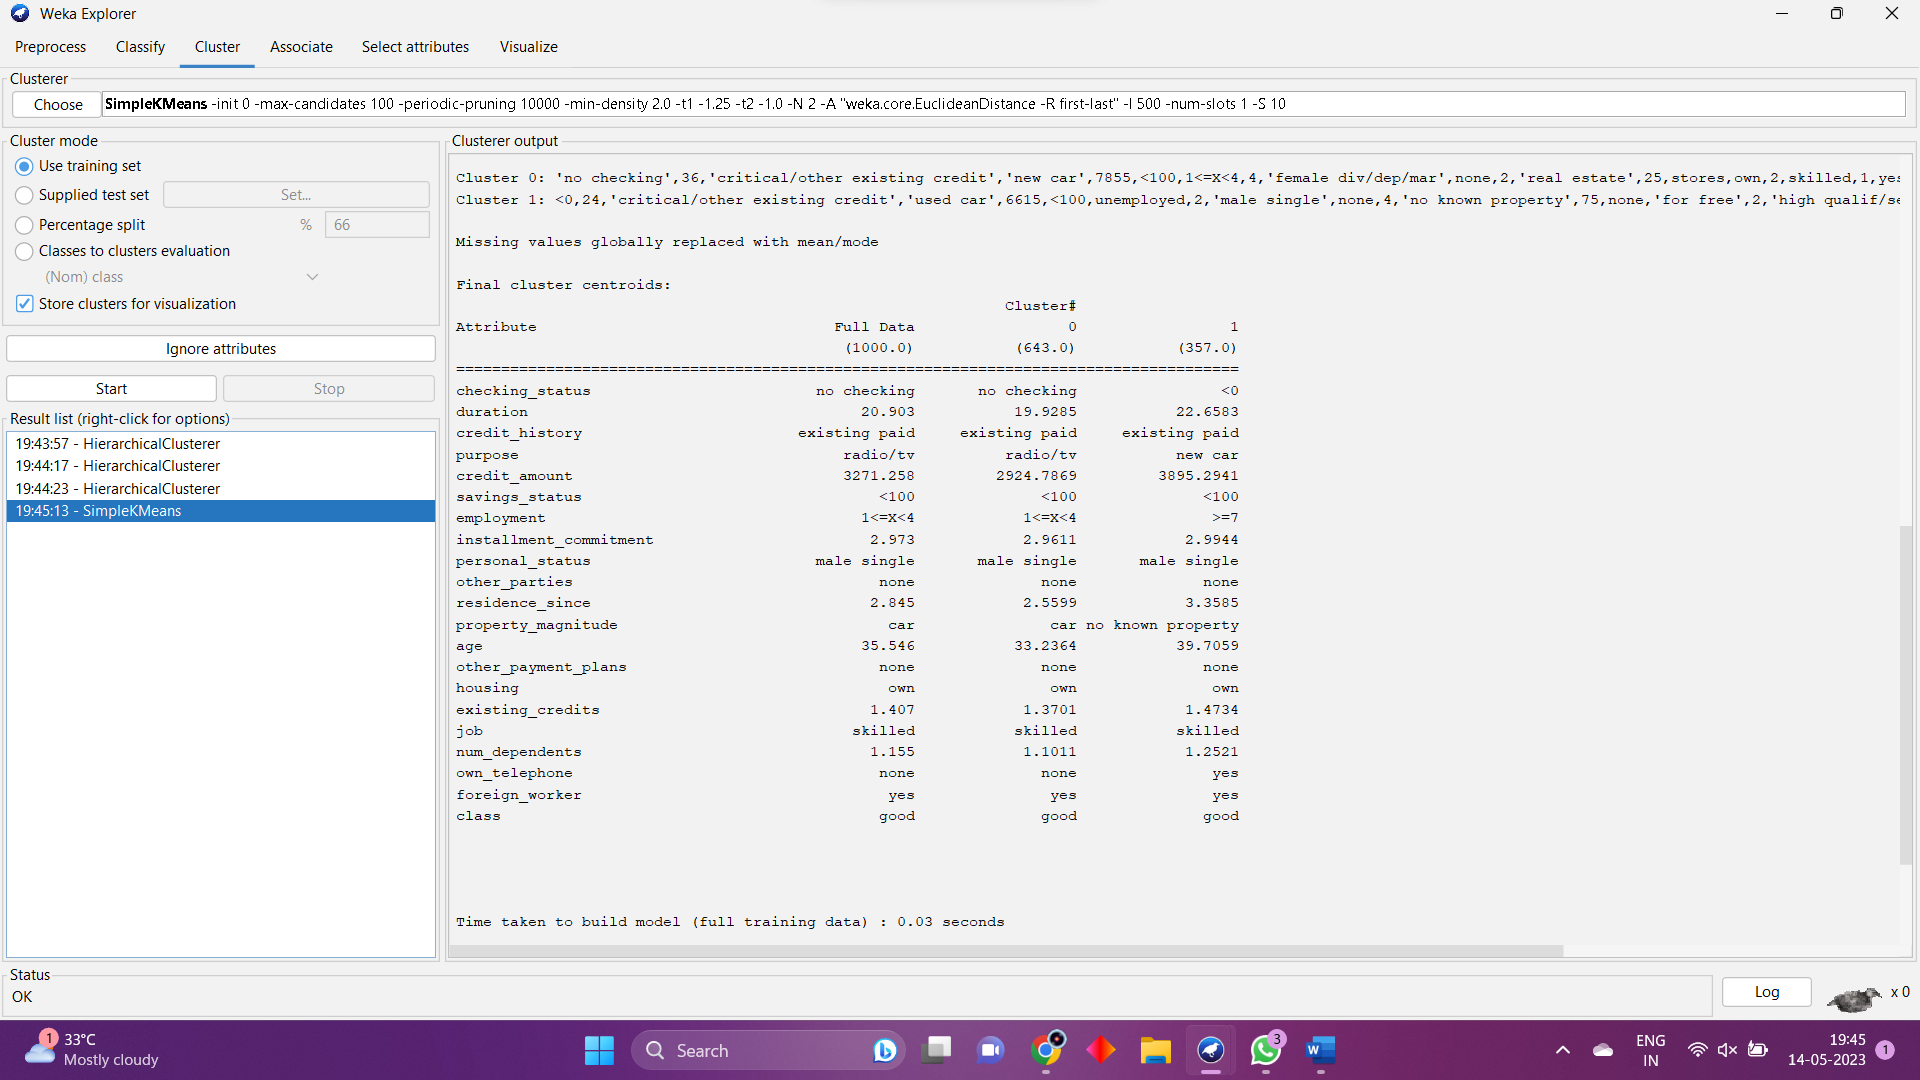 Weka Explorer
Preprocess Classify Cluster Associate Select attributes Visualize
Clusterer
Choose SimpleKMeans -init 0 -max-candidates 100 -periodic-pruning 10000 -min-density 2.0 -t1 -1.25 -t2 -1.0 -N 2 -A "weka.core.EuclideanDistance -R first-last" -I 500 -num-slots 1 -S 10
Cluster mode
Use training set
Supplied test set Set...
Percentage split % 66
Classes to clusters evaluation
(Nom) class
Store clusters for visualization
Ignore attributes
Start Stop
Result list (right-click for options)
19:43:57 - HierarchicalClusterer
19:44:17 - HierarchicalClusterer
19:44:23 - HierarchicalClusterer
19:45:13 - SimpleKMeans
Clusterer output
Cluster 0: 'no checking',36,'critical/other existing credit','new car',7855,<100,1<=X<4,4,'female div/dep/mar',none,2,'real estate',25,stores,own,2,skilled,1,yes
Cluster 1: <0,24,'critical/other existing credit','used car',6615,<100,unemployed,2,'male single',none,4,'no known property',75,none,'for free',2,'high qualif/se
Missing values globally replaced with mean/mode
Final cluster centroids:
Cluster#
Attribute Full Data 0 1
(1000.0) (643.0) (357.0)
=======================================================================================
checking_status no checking no checking <0
duration 20.903 19.9285 22.6583
credit_history existing paid existing paid existing paid
purpose radio/tv radio/tv new car
credit_amount 3271.258 2924.7869 3895.2941
savings_status <100 <100 <100
employment 1<=X<4 1<=X<4 >=7
installment_commitment 2.973 2.9611 2.9944
personal_status male single male single male single
other_parties none none none
residence_since 2.845 2.5599 3.3585
property_magnitude car car no known property
age 35.546 33.2364 39.7059
other_payment_plans none none none
housing own own own
existing_credits 1.407 1.3701 1.4734
job skilled skilled skilled
num_dependents 1.155 1.1011 1.2521
own_telephone none none yes
foreign_worker yes yes yes
class good good good
Time taken to build model (full training data) : 0.03 seconds
Status
OK
Log x 0
1 33°C
Mostly cloudy
Search
3
ENG
IN
19:45
14-05-2023
1